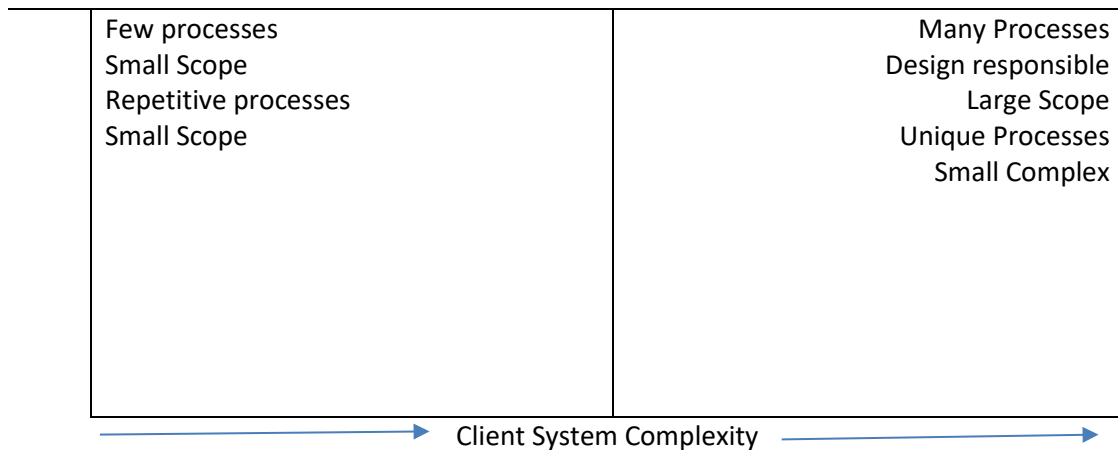 Few processes
Small Scope
Repetitive processes
Small Scope
Many Processes
Design responsible
Large Scope
Unique Processes
Small Complex
Client System Complexity